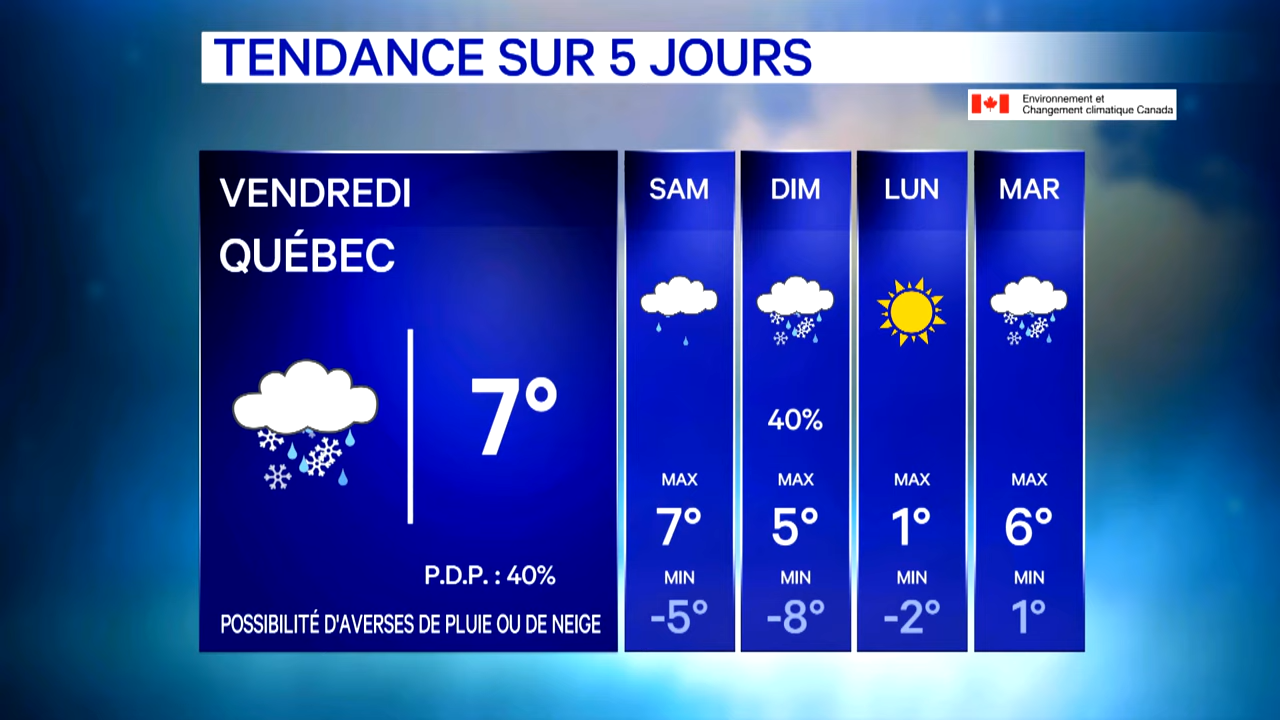 TENDANCE SUR 5 JOURS
Environnement et
Changement climatique Canada
VENDREDI
QUÉBEC
7°
P.D.P. : 40%
POSSIBILITÉ D'AVERSES DE PLUIE OU DE NEIGE
SAM
MAX
7°
MIN
-5°
DIM
40%
MAX
5°
MIN
-8°
LUN
MAX
1°
MIN
-2°
MAR
MAX
6°
MIN
1°